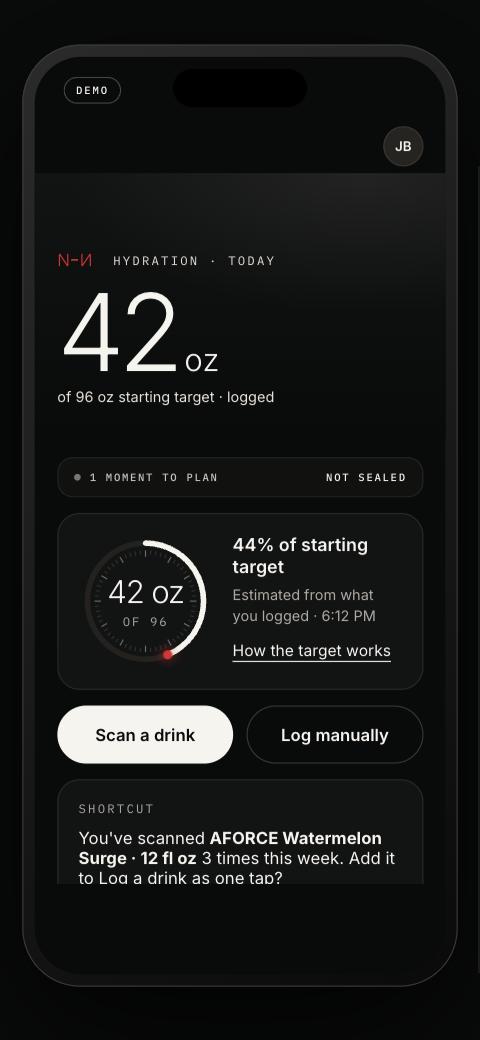 DEMO
JB
N–И HYDRATION · TODAY
42 oz
of 96 oz starting target · logged
1 MOMENT TO PLAN NOT SEALED
42 oz
OF 96
44% of starting
target
Estimated from what
you logged · 6:12 PM
How the target works
Scan a drink
Log manually
SHORTCUT
You've scanned AFORCE Watermelon
Surge · 12 fl oz 3 times this week. Add it
to Log a drink as one tap?